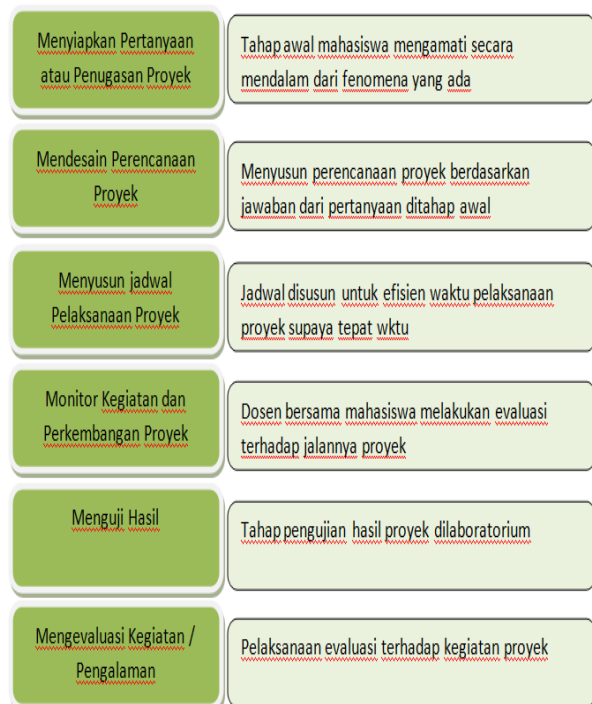 Menyiapkan Pertanyaan
atau Penugasan Proyek
Tahap awal mahasiswa mengamati secara
mendalam dari fenomena yang ada
Mendesain Perencanaan
Proyek
Menyusun perencanaan proyek berdasarkan
jawaban dari pertanyaan ditahap awal
Menyusun jadwal
Pelaksanaan Proyek
Jadwal disusun untuk efisien waktu pelaksanaan
proyek supaya tepat wktu
Monitor Kegiatan dan
Perkembangan Proyek
Dosen bersama mahasiswa melakukan evaluasi
terhadap jalannya proyek
Menguji Hasil
Tahap pengujian hasil proyek dilaboratorium
Mengevaluasi Kegiatan /
Pengalaman
Pelaksanaan evaluasi terhadap kegiatan proyek